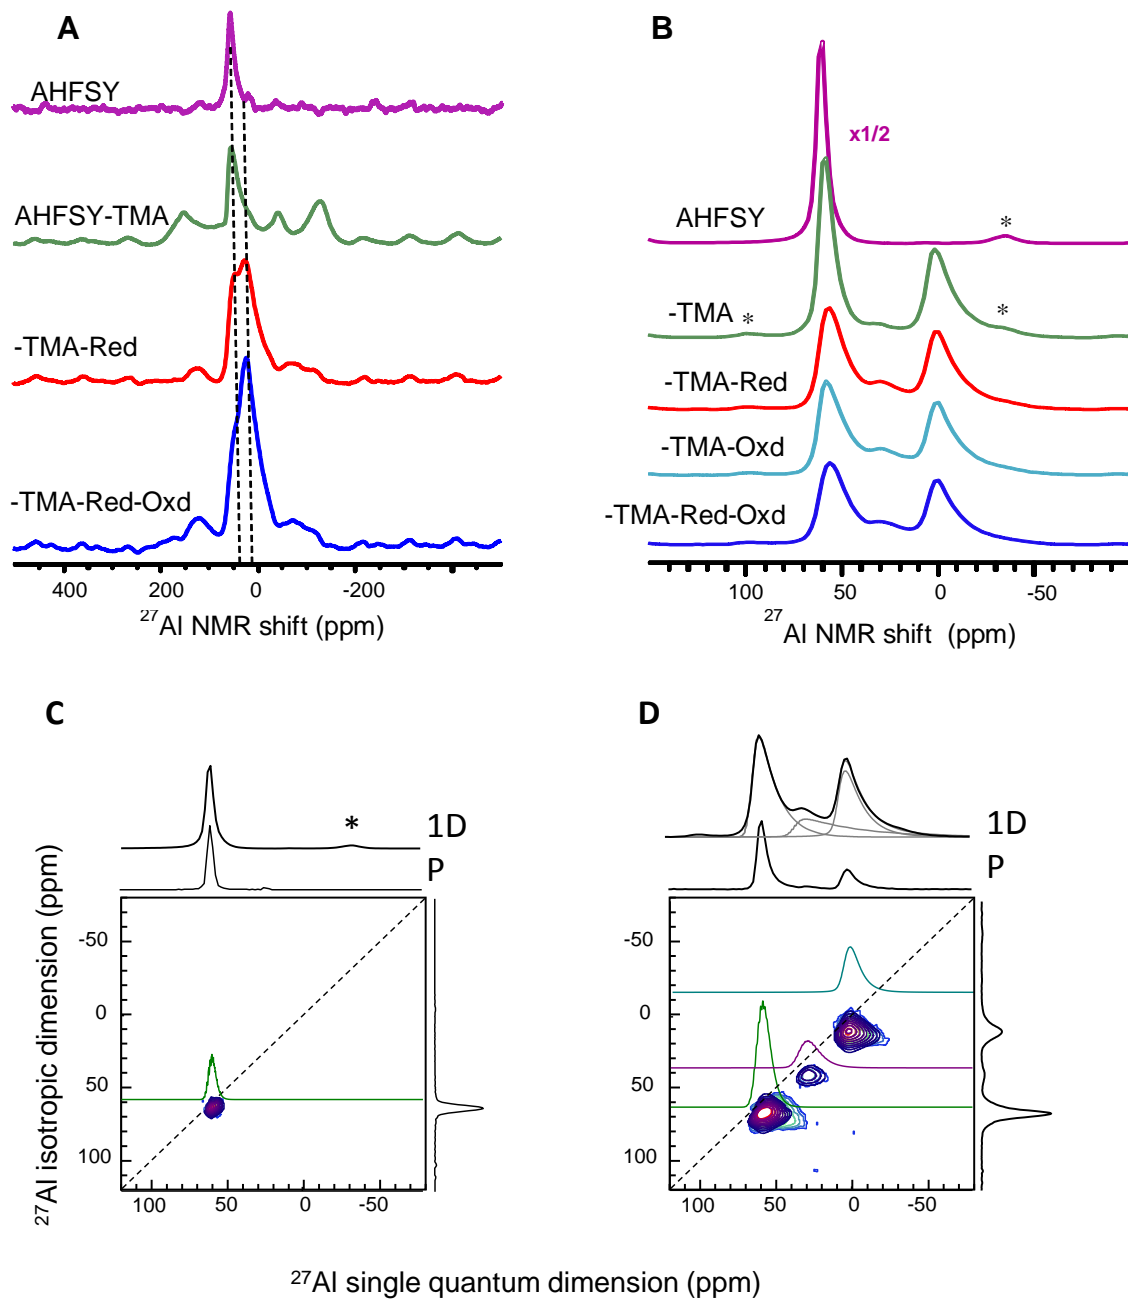 A
AHFSY
AHFSY-TMA
-TMA-Red
-TMA-Red-Oxd
400 200 0 -200
27Al NMR shift (ppm)
B
x1/2
AHFSY
*
-TMA
* *
-TMA-Red
-TMA-Oxd
-TMA-Red-Oxd
100 50 0 -50
27Al NMR shift (ppm)
C
*
1D
P
-50
0
50
100
100 50 0 -50
27Al isotropic dimension (ppm)
D
1D
P
-50
0
50
100
100 50 0 -50
27Al single quantum dimension (ppm)